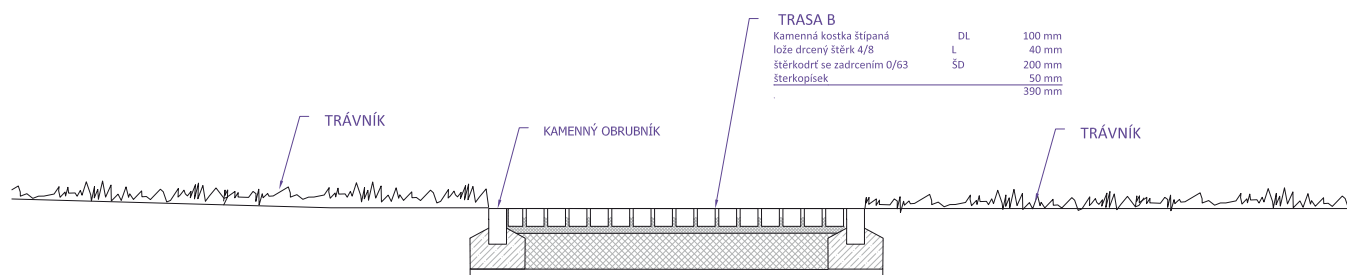 TRASA B
Kamenná kostka štípaná DL 100 mm
lože drcený štěrk 4/8 L 40 mm
štěrkodrť se zadrcením 0/63 ŠD 200 mm
šterkopísek 50 mm
390 mm
TRÁVNÍK
KAMENNÝ OBRUBNÍK
TRÁVNÍK